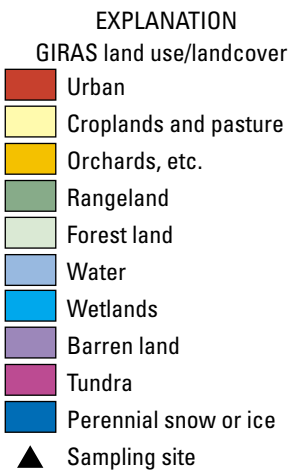 EXPLANATION
GIRAS land use/landcover
Urban
Croplands and pasture
Orchards, etc.
Rangeland
Forest land
Water
Wetlands
Barren land
Tundra
Perennial snow or ice
Sampling site